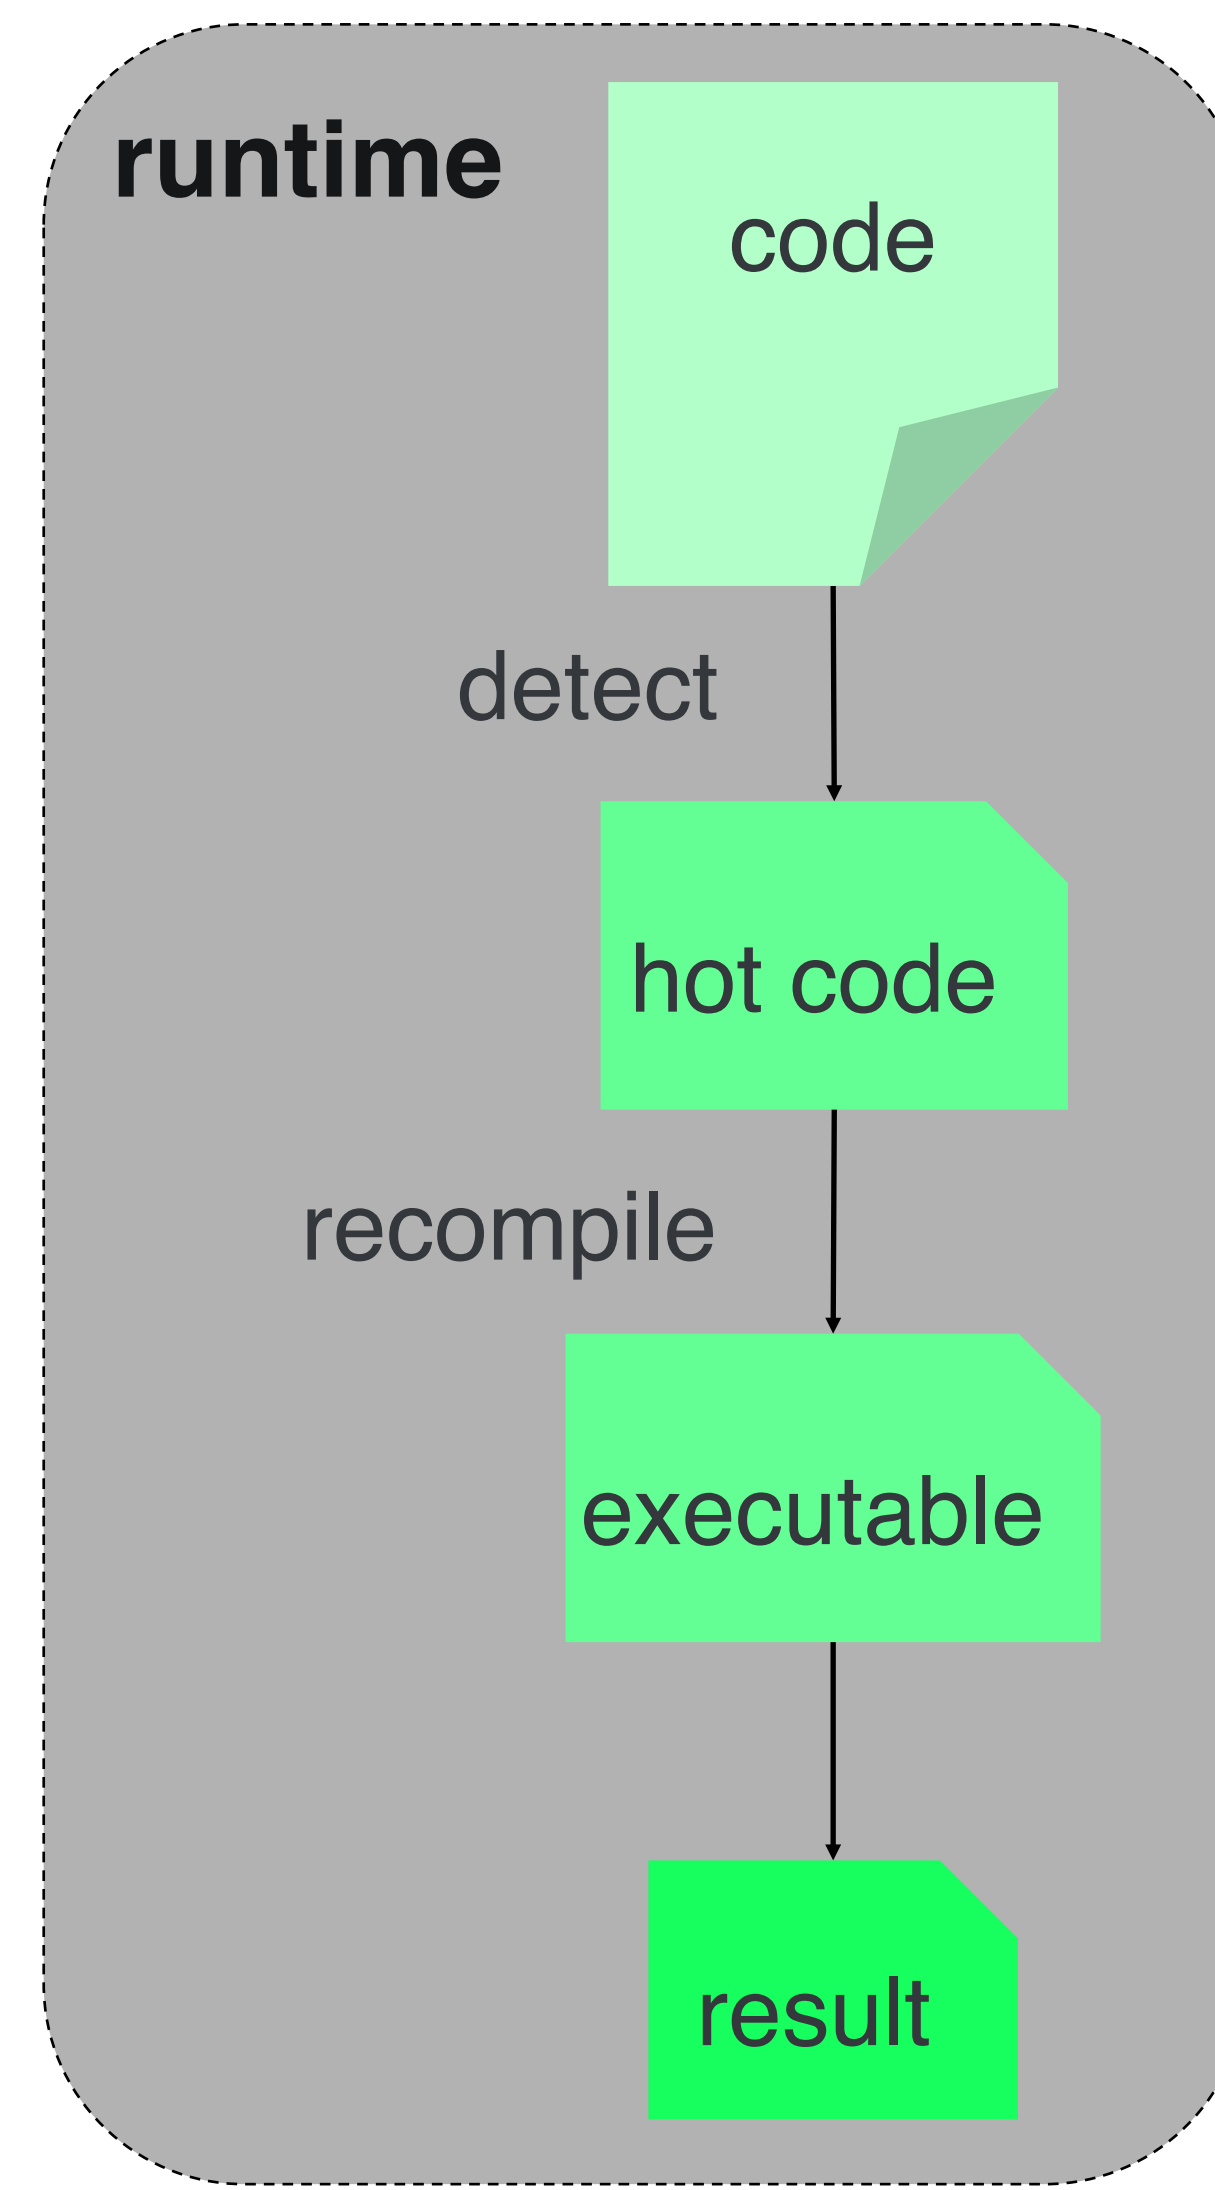 runtime
code
detect
hot code
recompile
executable
result